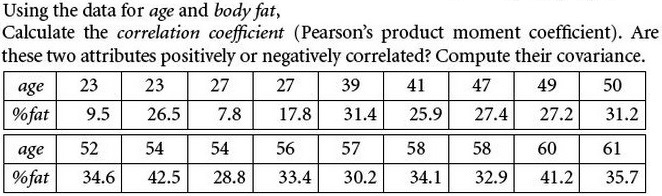 Using the data for age and body fat,
Calculate the correlation coefficient (Pearson's product moment coefficient). Are
these two attributes positively or negatively correlated? Compute their covariance.
age 23 23 27 27 39 41 47 49 50
%fat 9.5 26.5 7.8 17.8 31.4 25.9 27.4 27.2 31.2
age 52 54 54 56 57 58 58 60 61
%fat 34.6 42.5 28.8 33.4 30.2 34.1 32.9 41.2 35.7